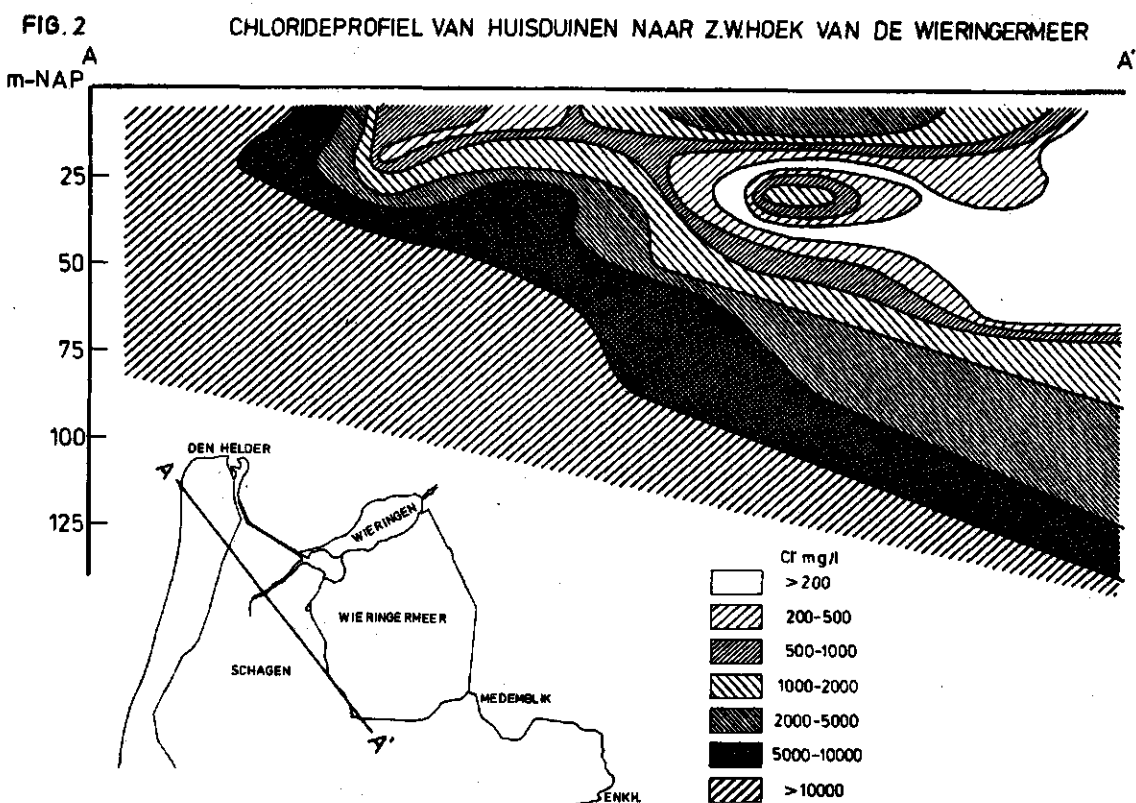 FIG. 2
CHLORIDEPROFIEL VAN HUISDUINEN NAAR Z.W.HOEK VAN DE WIERINGERMEER
A
A'
m-NAP
25
50
75
100
125
DEN HELDER
A
WIERINGEN
WIERINGERMEER
SCHAGEN
MEDEMBLIK
A'
ENKH.
Cl' mg/l
>200
200-500
500-1000
1000-2000
2000-5000
5000-10000
>10000